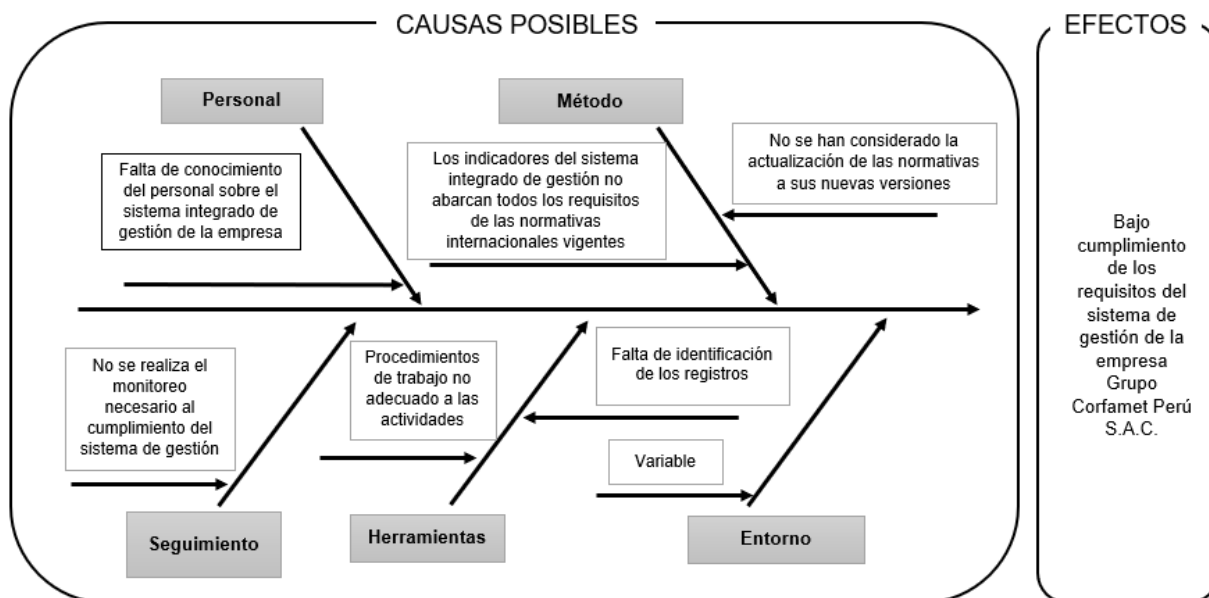 CAUSAS POSIBLES
EFECTOS
Personal
Método
Falta de conocimiento
del personal sobre el
sistema integrado de
gestión de la empresa
Los indicadores del sistema
integrado de gestión no
abarcan todos los requisitos
de las normativas
internacionales vigentes
No se han considerado la
actualización de las normativas
a sus nuevas versiones
No se realiza el
monitoreo
necesario al
cumplimiento del
sistema de gestión
Procedimientos
de trabajo no
adecuado a las
actividades
Falta de identificación
de los registros
Variable
Seguimiento
Herramientas
Entorno
Bajo
cumplimiento
de los
requisitos del
sistema de
gestión de la
empresa
Grupo
Corfamet Perú
S.A.C.